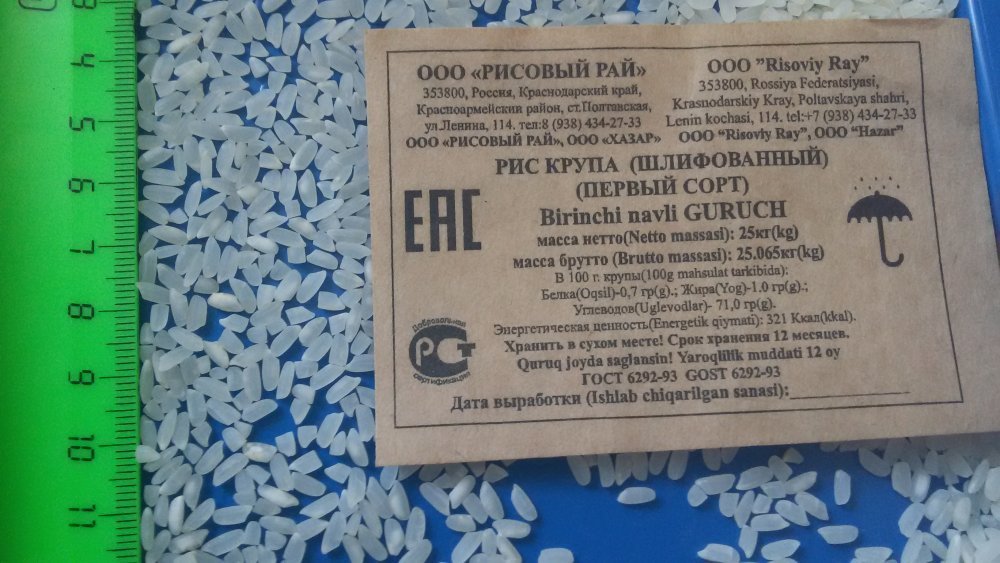 ООО «РИСОВЫЙ РАЙ»
353800, Россия, Краснодарский край,
Красноармейский район, ст.Полтавская,
ул.Ленина, 114. тел:8 (938) 434-27-33
ООО «РИСОВЫЙ РАЙ», ООО «ХАЗАР»
ООО ”Risoviy Ray”
353800, Rossiya Federatsiyasi,
Krasnodarskiy Kray, Poltavskaya shahri,
Lenin kochasi, 114. tel:+7 (938) 434-27-33
ООО “Risoviy Ray”, ООО “Hazar”
РИС КРУПА (ШЛИФОВАННЫЙ)
(ПЕРВЫЙ СОРТ)
Birinchi navli GURUCH
масса нетто(Netto massasi): 25кт(kg)
масса брутто (Brutto massasi): 25.065кт(kg)
В 100 г. крупы(100g mahsulat tarkibida):
Белка(Oqsil)-0,7 гр(g).; Жира(Yog)-1.0 гр(g).;
Углеводов(Uglevodlar)- 71,0 гр(g).
Энергетическая ценность(Energetik qiymati): 321 Ккал(kkal).
Хранить в сухом месте! Срок хранения 12 месяцев.
Quruq joyda saglansin! Yaroqlilik muddati 12 oy
ГОСТ 6292-93 GOST 6292-93
Дата выработки (Ishlab chiqarilgan sanasi):
ЕАС
Добровольная
РСТ
сертификация
4
5
6
7
8
9
10
11